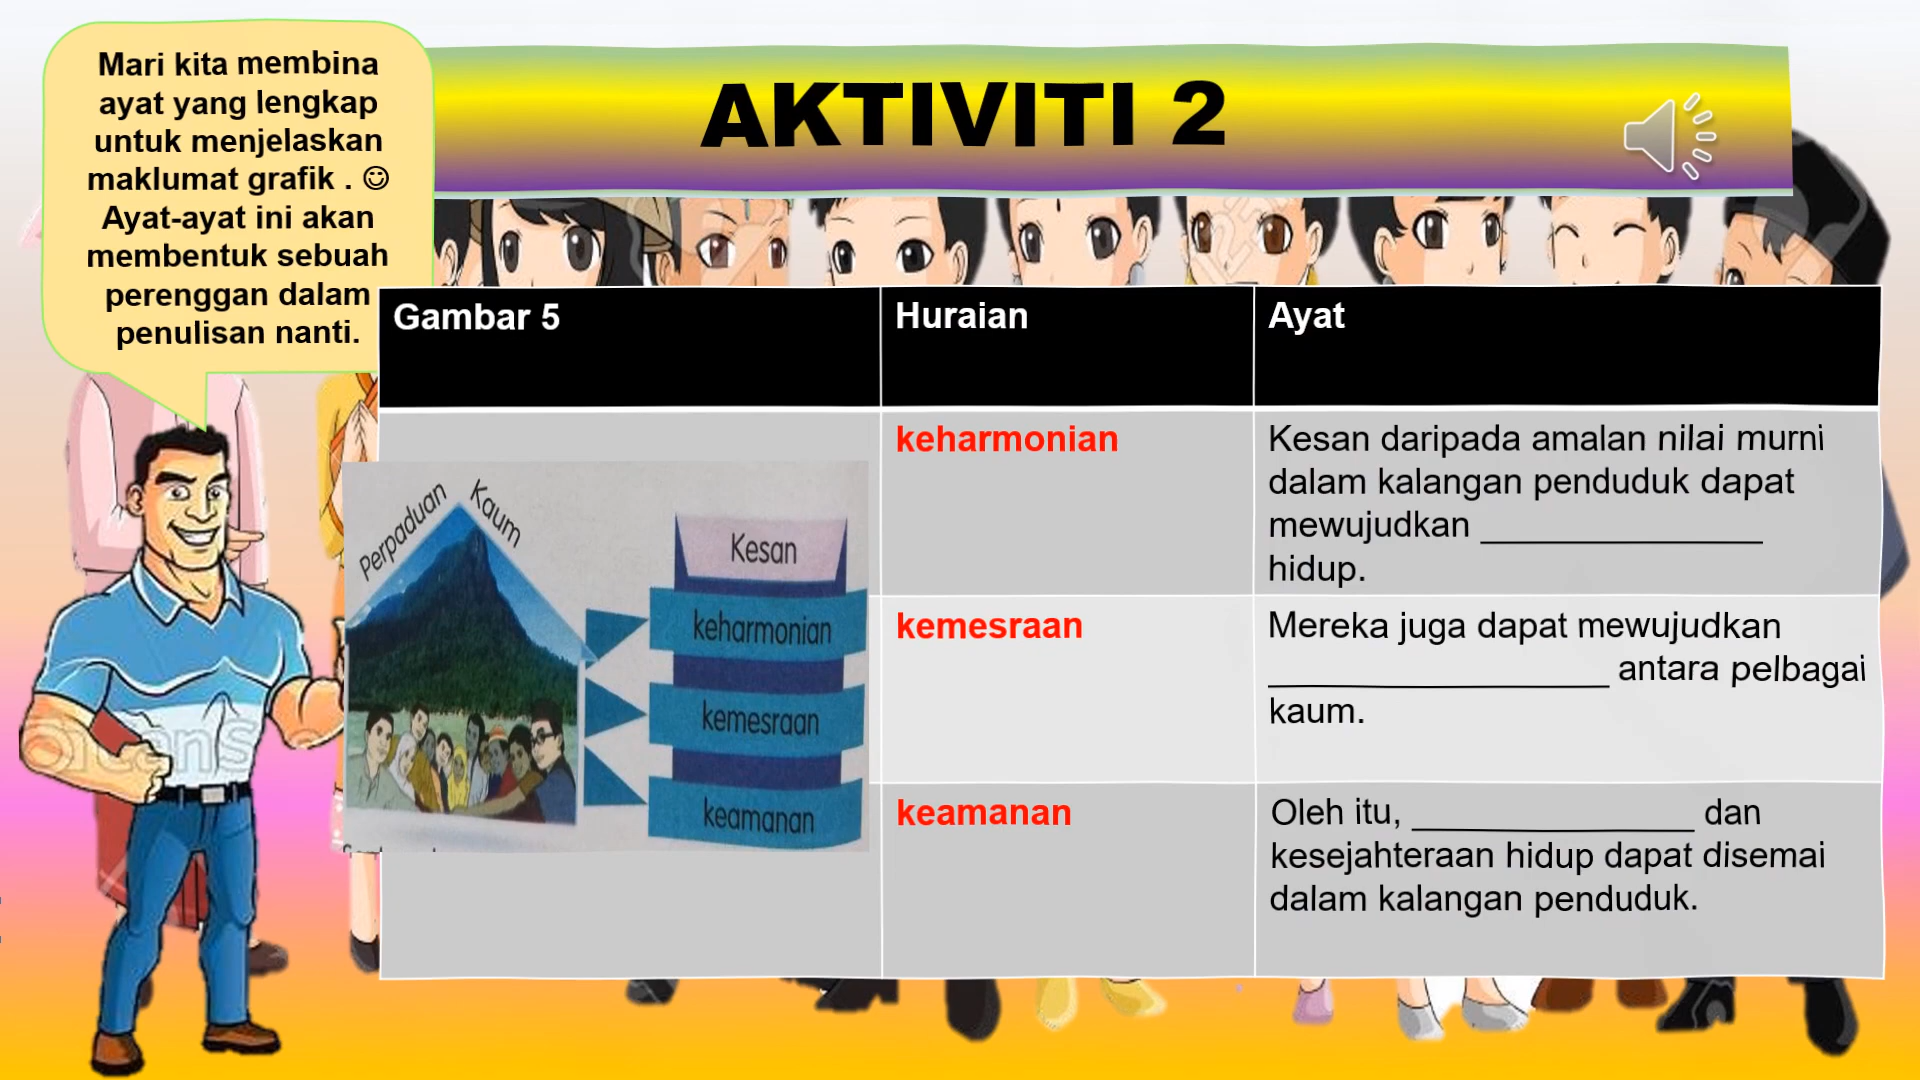 Mari kita membina
ayat yang lengkap
untuk menjelaskan
maklumat grafik . ☺
Ayat-ayat ini akan
membentuk sebuah
perenggan dalam
penulisan nanti.
AKTIVITI 2
Gambar 5
Huraian
Ayat
Perpaduan Kaum
Kesan
keharmonian
kemesraan
keamanan
keharmonian
Kesan daripada amalan nilai murni
dalam kalangan penduduk dapat
mewujudkan ______________
hidup.
kemesraan
Mereka juga dapat mewujudkan
_________________ antara pelbagai
kaum.
keamanan
Oleh itu, ______________ dan
kesejahteraan hidup dapat disemai
dalam kalangan penduduk.